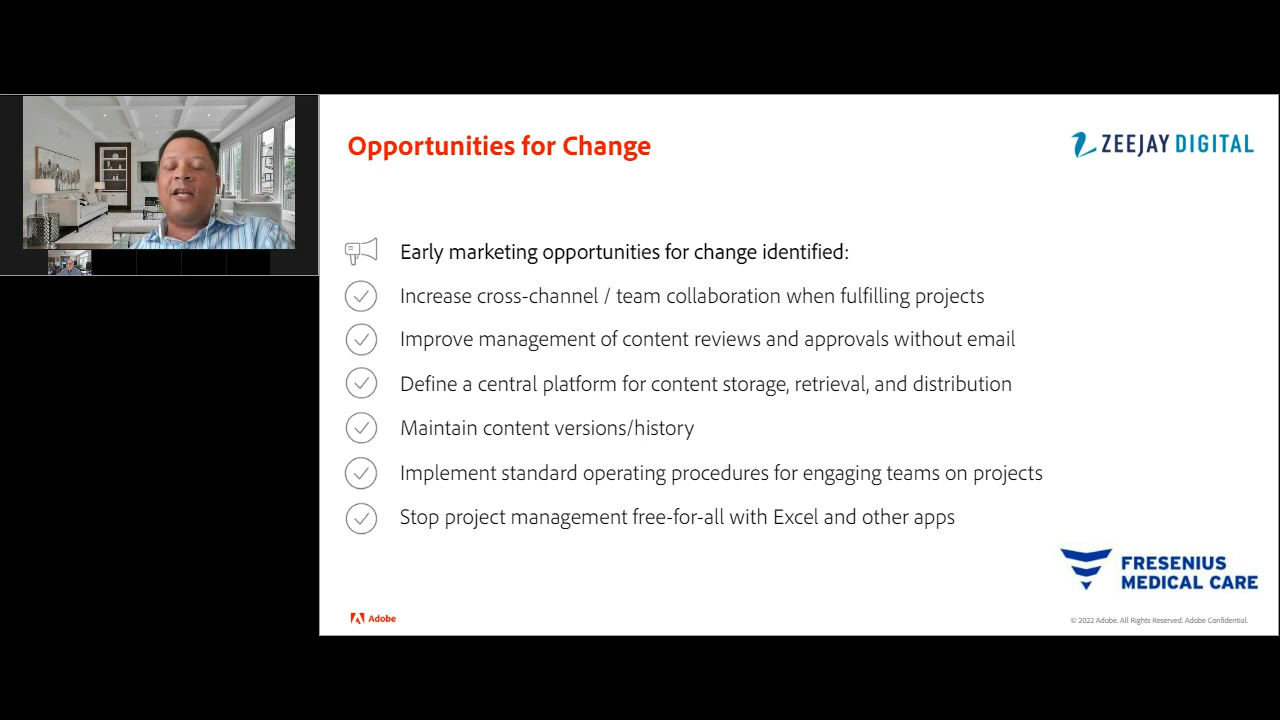 Opportunities for Change
ZEEJAY DIGITAL
Early marketing opportunities for change identified:
Increase cross-channel / team collaboration when fulfilling projects
Improve management of content reviews and approvals without email
Define a central platform for content storage, retrieval, and distribution
Maintain content versions/history
Implement standard operating procedures for engaging teams on projects
Stop project management free-for-all with Excel and other apps
FRESENIUS
MEDICAL CARE
Adobe
© 2022 Adobe. All Rights Reserved. Adobe Confidential.